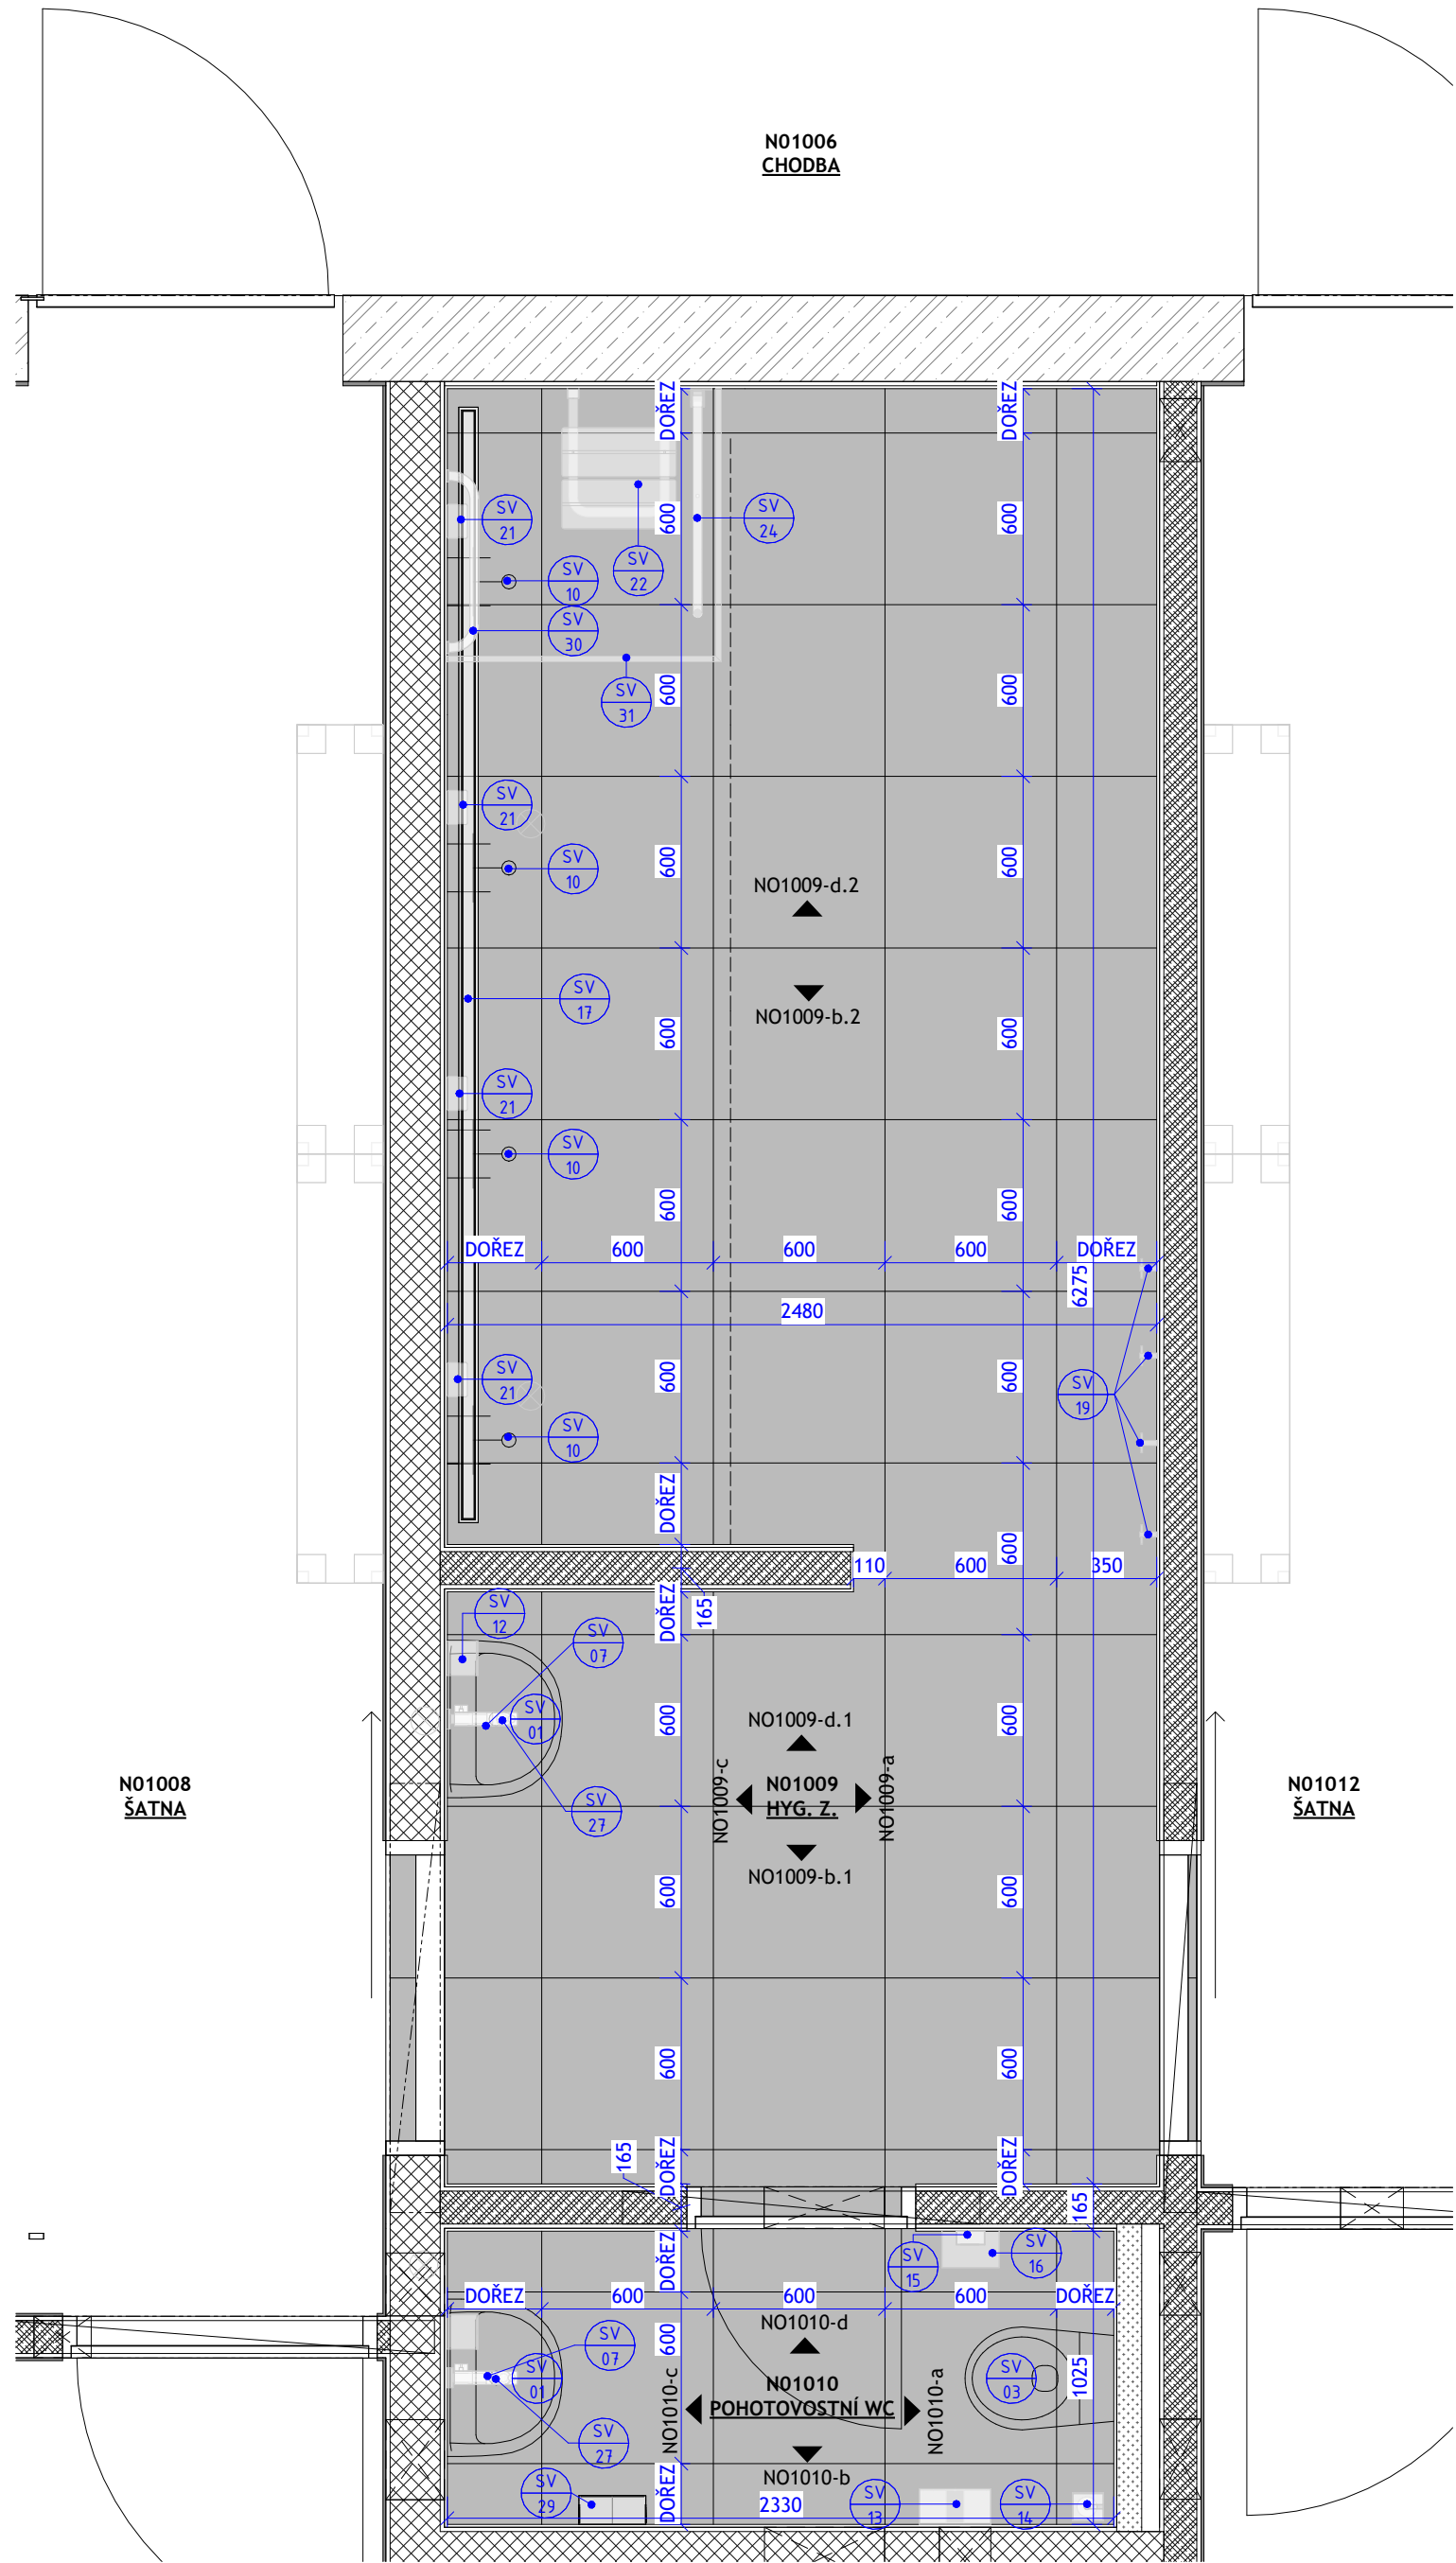 N01006
CHODBA
DOŘEZ
DOŘEZ
SV
21
600
SV
24
600
SV
22
SV
10
SV
30
SV
31
600
600
SV
21
SV
10
600
600
NO1009-d.2
SV
17
NO1009-b.2
600
600
SV
21
SV
10
600
600
DOŘEZ
600
600
600
DOŘEZ
6275
2480
SV
21
600
600
SV
19
SV
10
DOŘEZ
600
110
600
350
DOŘEZ
165
SV
12
SV
07
SV
01
600
600
NO1009-d.1
N01008
ŠATNA
SV
27
NO1009-c
N01009
HYG. Z.
NO1009-a
N01012
ŠATNA
NO1009-b.1
600
600
600
600
165
DOŘEZ
DOŘEZ
165
DOŘEZ
SV
15
SV
16
DOŘEZ
600
600
600
DOŘEZ
NO1010-d
SV
07
600
SV
01
SV
03
1025
NO1010-c
N01010
POHOTOVOSTNÍ WC
NO1010-a
SV
27
NO1010-b
SV
29
DOŘEZ
2330
SV
13
SV
14